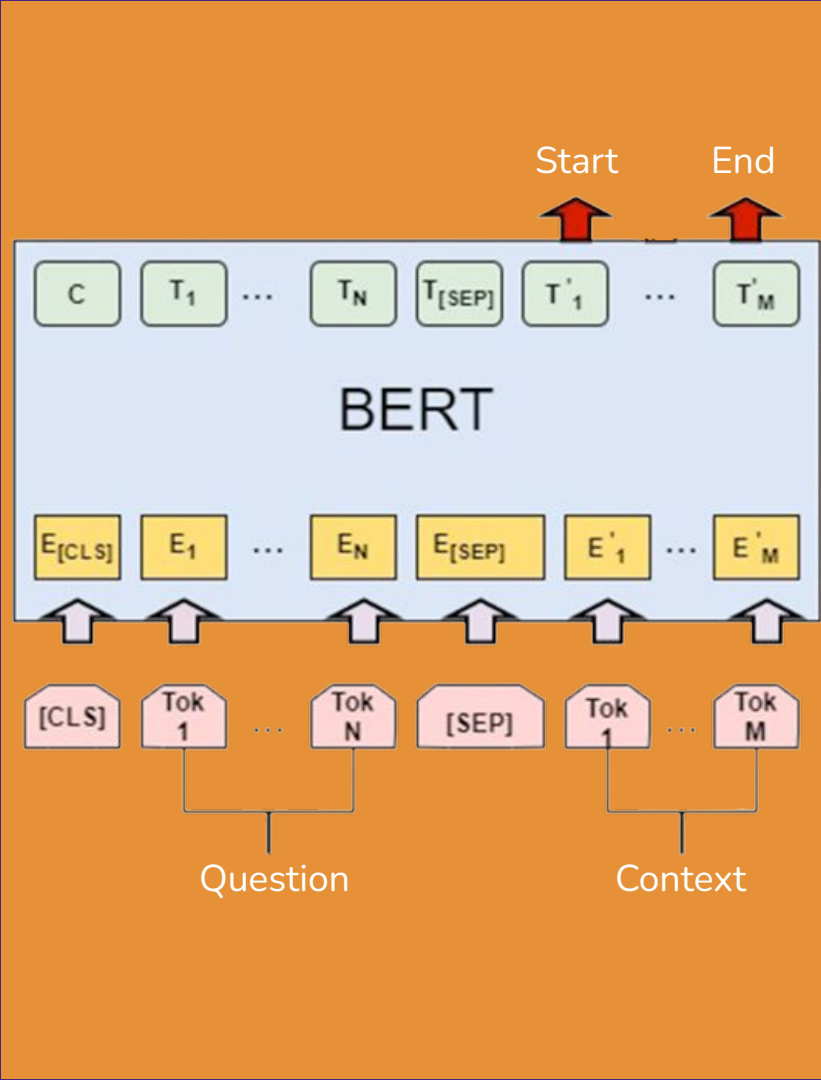 Start End
C T1 ... TN T[SEP] T'1 ... T'M
BERT
E[CLS] E1 ... EN E[SEP] E'1 ... E'M
[CLS] Tok 1 ... Tok N [SEP] Tok 1 ... Tok M
Question Context